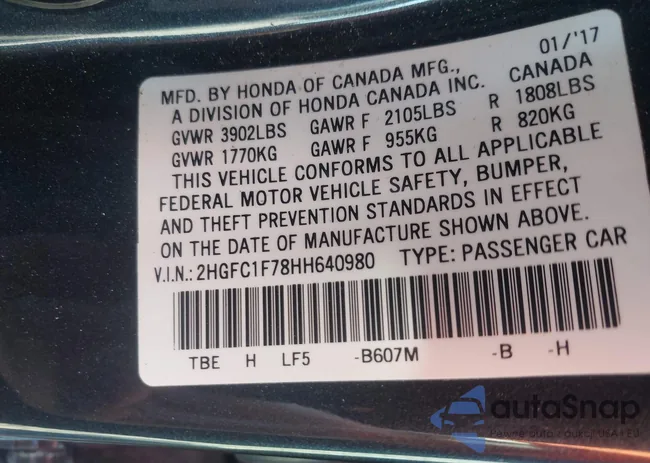 MFD. BY HONDA OF CANADA MFG., 01/'17
A DIVISION OF HONDA CANADA INC. CANADA
GVWR 3902LBS GAWR F 2105LBS R 1808LBS
GVWR 1770KG GAWR F 955KG R 820KG
THIS VEHICLE CONFORMS TO ALL APPLICABLE
FEDERAL MOTOR VEHICLE SAFETY, BUMPER,
AND THEFT PREVENTION STANDARDS IN EFFECT
ON THE DATE OF MANUFACTURE SHOWN ABOVE.
V.I.N.: 2HGFC1F78HH640980 TYPE: PASSENGER CAR
TBE H LF5 -B607M -B -H
autoSnap